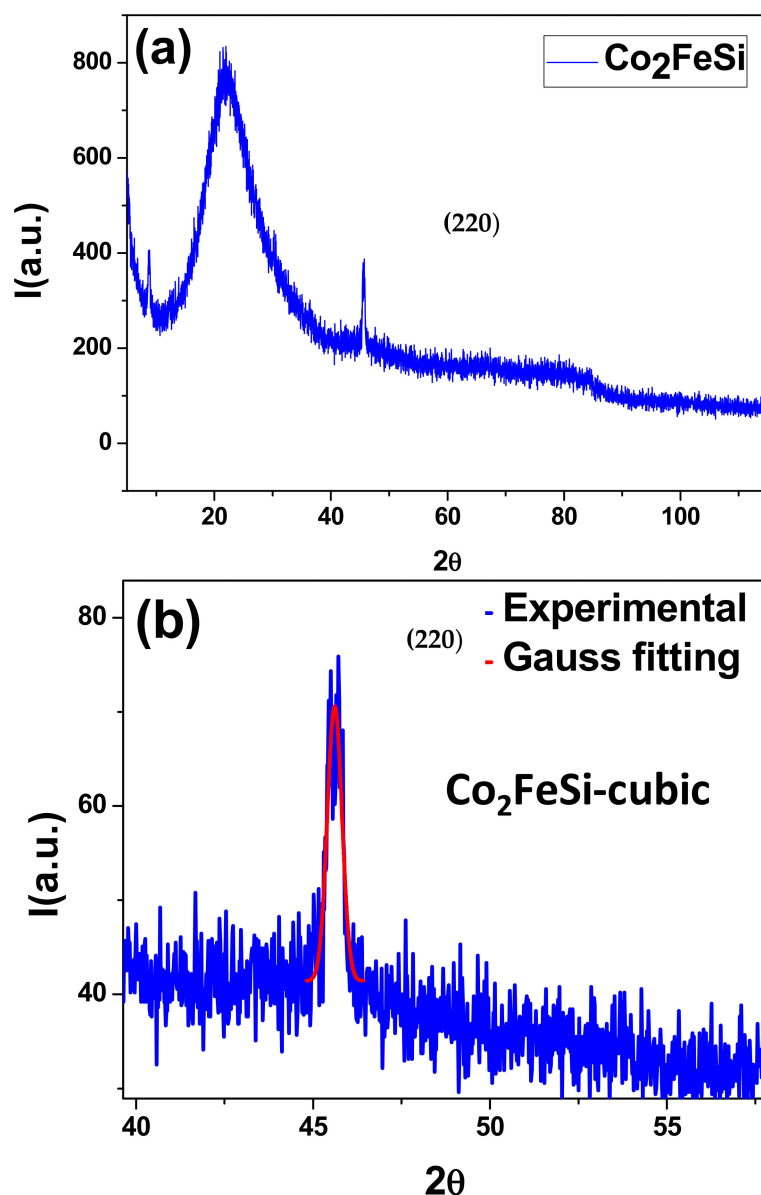 (a)
Co₂FeSi
800
600
(220)
400
200
0
I(a.u.)
20 40 60 80 100
2θ
(b)
Experimental
(220)
Gauss fitting
Co₂FeSi-cubic
80
60
40
I(a.u.)
40 45 50 55
2θ